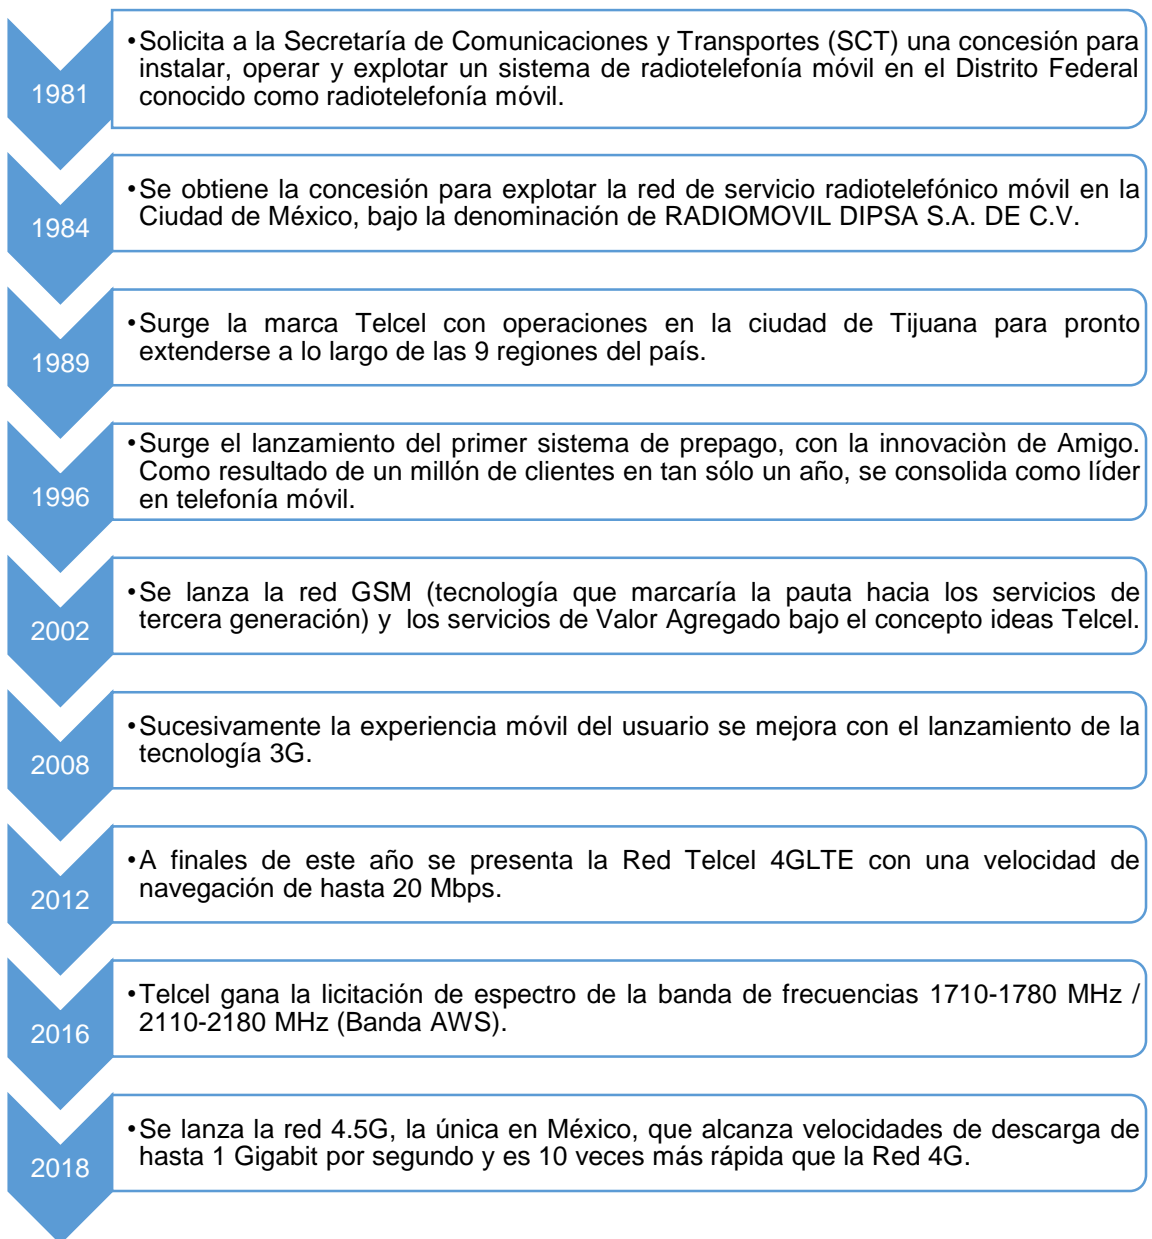 1981
•Solicita a la Secretaría de Comunicaciones y Transportes (SCT) una concesión para
instalar, operar y explotar un sistema de radiotelefonía móvil en el Distrito Federal
conocido como radiotelefonía móvil.
1984
•Se obtiene la concesión para explotar la red de servicio radiotelefónico móvil en la
Ciudad de México, bajo la denominación de RADIOMOVIL DIPSA S.A. DE C.V.
1989
•Surge la marca Telcel con operaciones en la ciudad de Tijuana para pronto
extenderse a lo largo de las 9 regiones del país.
1996
•Surge el lanzamiento del primer sistema de prepago, con la innovaciòn de Amigo.
Como resultado de un millón de clientes en tan sólo un año, se consolida como líder
en telefonía móvil.
2002
•Se lanza la red GSM (tecnología que marcaría la pauta hacia los servicios de
tercera generación) y  los servicios de Valor Agregado bajo el concepto ideas Telcel.
2008
•Sucesivamente la experiencia móvil del usuario se mejora con el lanzamiento de la
tecnología 3G.
2012
•A finales de este año se presenta la Red Telcel 4GLTE con una velocidad de
navegación de hasta 20 Mbps.
2016
•Telcel gana la licitación de espectro de la banda de frecuencias 1710-1780 MHz /
2110-2180 MHz (Banda AWS).
2018
•Se lanza la red 4.5G, la única en México, que alcanza velocidades de descarga de
hasta 1 Gigabit por segundo y es 10 veces más rápida que la Red 4G.